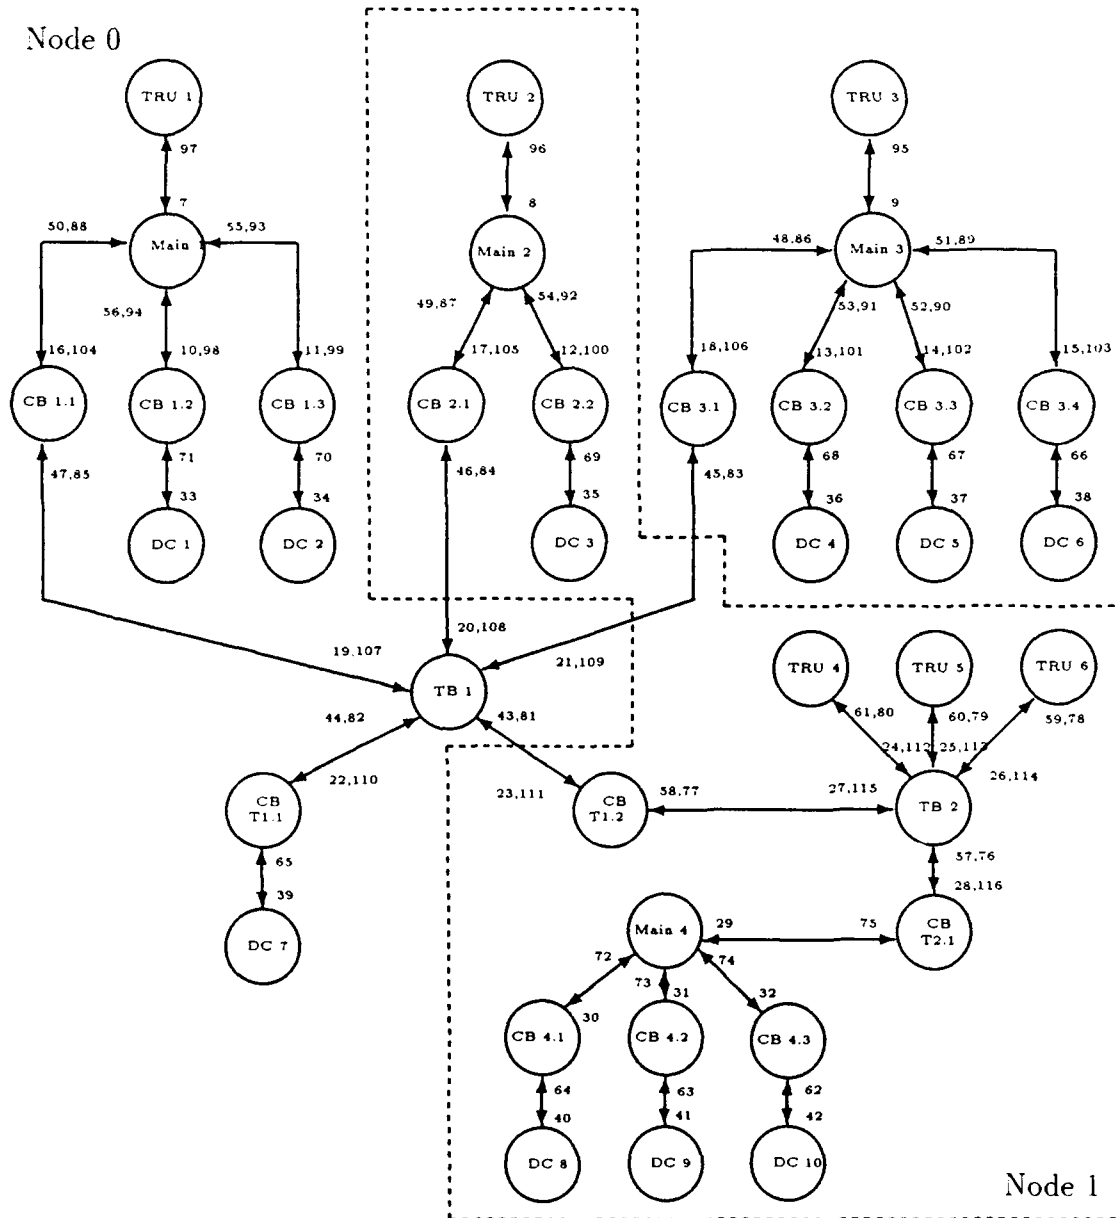 Node 0
TRU 1
TRU 2
TRU 3
97
96
95
7
8
9
50,88
Main 1
55,93
Main 2
48,86
Main 3
51,89
56,94
49,87
54,92
53,91
52,90
16,104
10,98
11,99
17,105
12,100
18,106
13,101
14,102
15,103
CB 1.1
CB 1.2
CB 1.3
CB 2.1
CB 2.2
CB 3.1
CB 3.2
CB 3.3
CB 3.4
47,85
71
70
46,84
69
45,83
68
67
66
33
34
35
36
37
38
DC 1
DC 2
DC 3
DC 4
DC 5
DC 6
20,108
19,107
21,109
TB 1
TRU 4
TRU 5
TRU 6
44,82
43,81
61,80
60,79
59,78
24,112
25,113
26,114
22,110
23,111
58,77
27,115
CB
T1.1
CB
T1.2
TB 2
65
57,76
39
28,116
DC 7
Main 4
29
75
CB
T2.1
72
73
74
31
32
30
CB 4.1
CB 4.2
CB 4.3
64
63
62
40
41
42
DC 8
DC 9
DC 10
Node 1